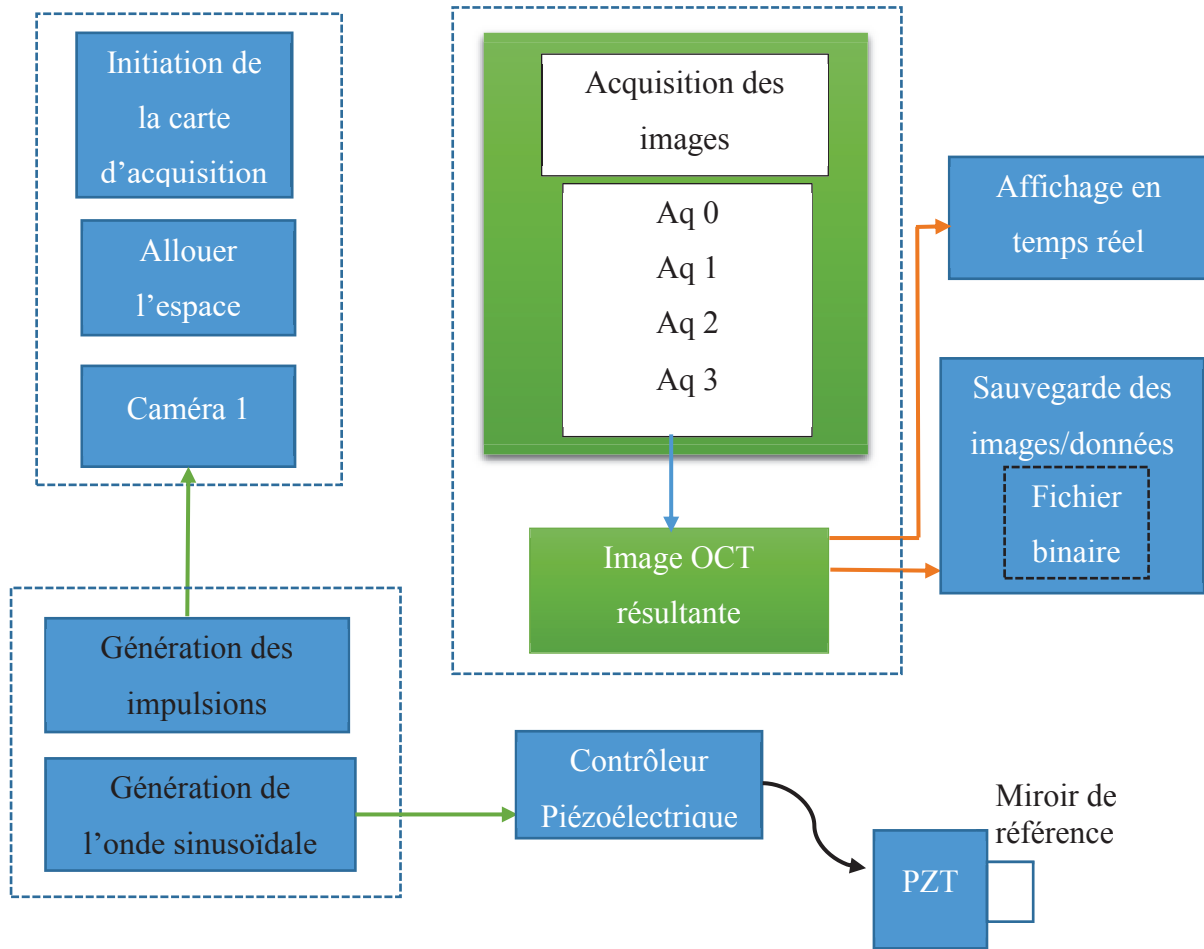 Initiation de
la carte
d’acquisition
Allouer
l’espace
Caméra 1
Génération des
impulsions
Génération de
l’onde sinusoïdale
Acquisition des
images
Aq 0
Aq 1
Aq 2
Aq 3
Image OCT
résultante
Affichage en
temps réel
Sauvegarde des
images/données
Fichier
binaire
Contrôleur
Piézoélectrique
Miroir de
référence
PZT